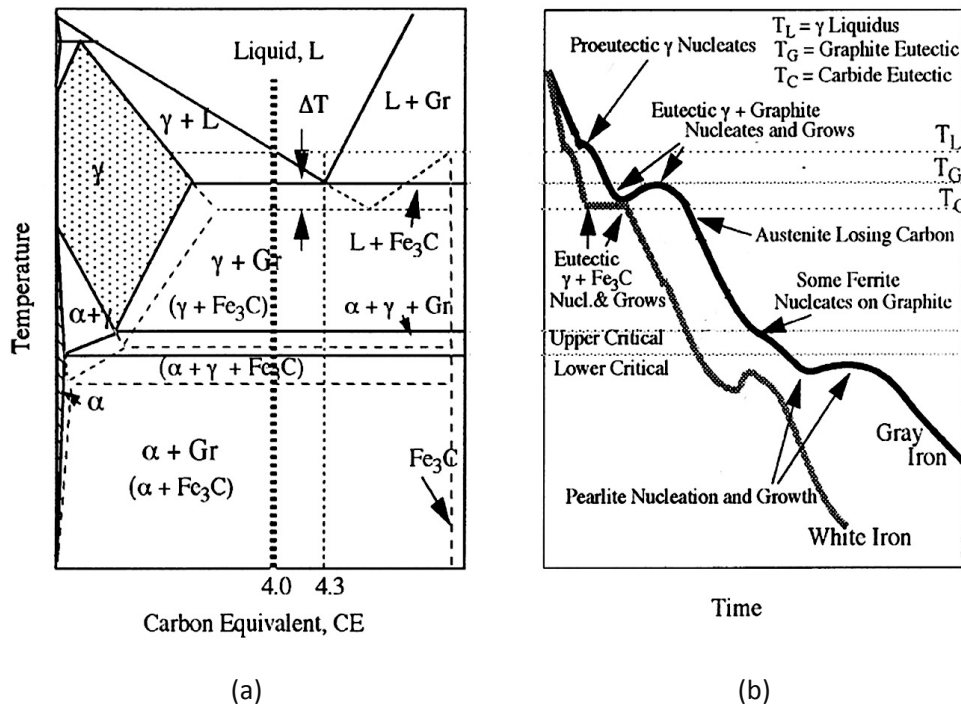 Temperature
Liquid, L
ΔT
γ + L
L + Gr
γ
L + Fe3C
γ + Gr
(γ + Fe3C)
α + γ + Gr
α+γ
(α + γ + Fe3C)
α
α + Gr
(α + Fe3C)
Fe3C
4.0 4.3
Carbon Equivalent, CE
(a)
TL = γ Liquidus
TG = Graphite Eutectic
TC = Carbide Eutectic
Proeutectic γ Nucleates
Eutectic γ + Graphite
Nucleates and Grows
TL
TG
TC
Austenite Losing Carbon
Eutectic
γ + Fe3C
Nucl.& Grows
Some Ferrite
Nucleates on Graphite
Upper Critical
Lower Critical
Gray
Iron
Pearlite Nucleation and Growth
White Iron
Time
(b)